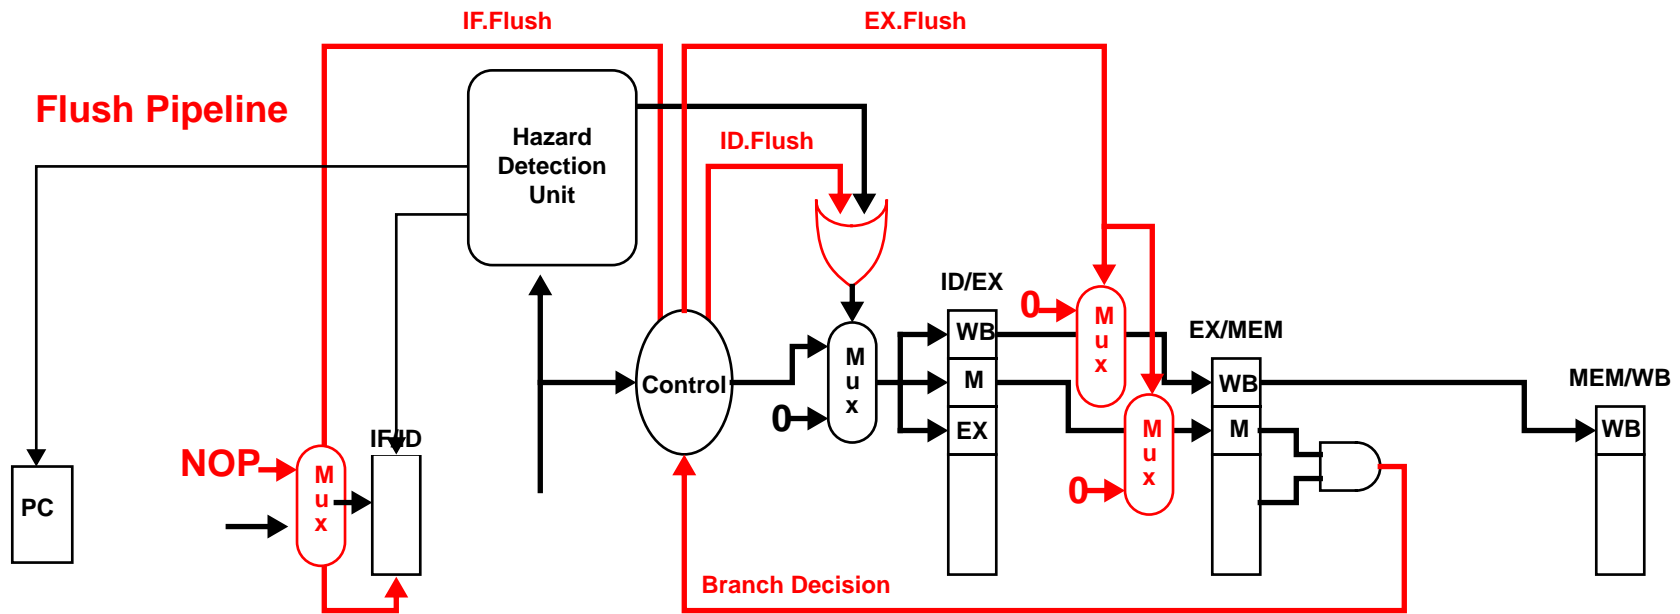 IF.Flush
EX.Flush
Flush Pipeline
Hazard
Detection
Unit
ID.Flush
ID/EX
0
M
u
x
EX/MEM
WB
M
EX
Control
M
u
x
0
WB
M
MEM/WB
WB
IF/ID
NOP
M
u
x
M
u
x
0
PC
Branch Decision